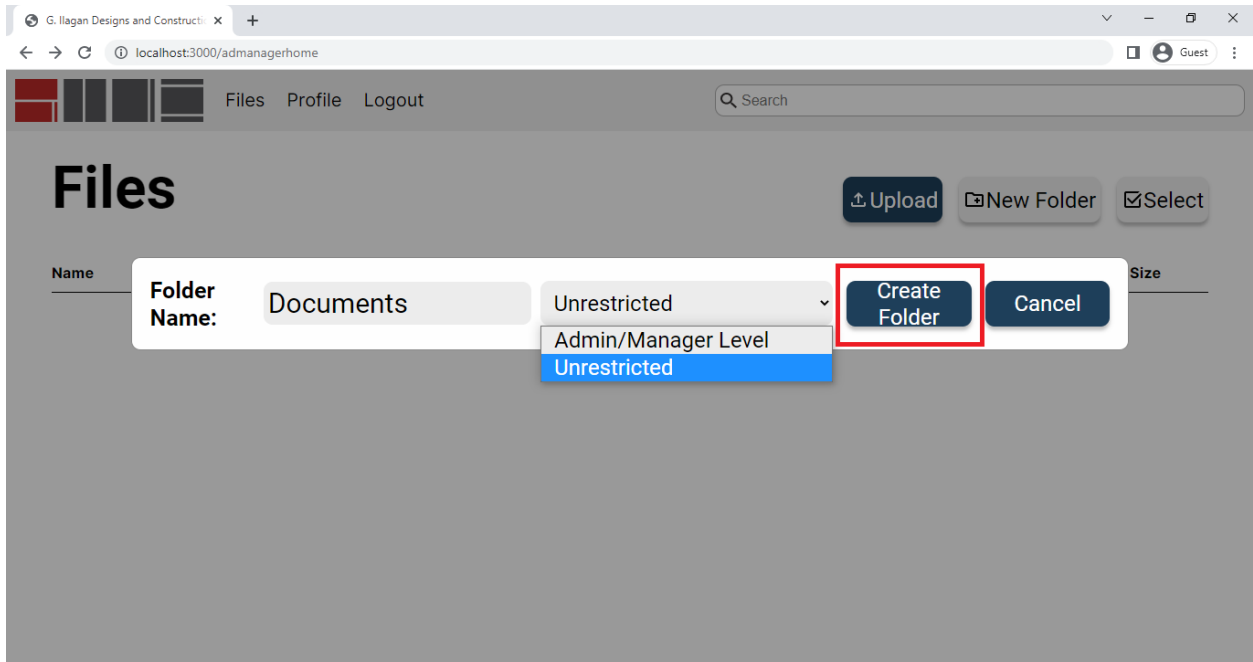 G. Ilagan Designs and Constructi
localhost:3000/admanagerhome
Guest
Files Profile Logout
Search
Files
Upload
New Folder
Select
Name
Size
Folder
Name:
Documents
Unrestricted
Create
Folder
Cancel
Admin/Manager Level
Unrestricted